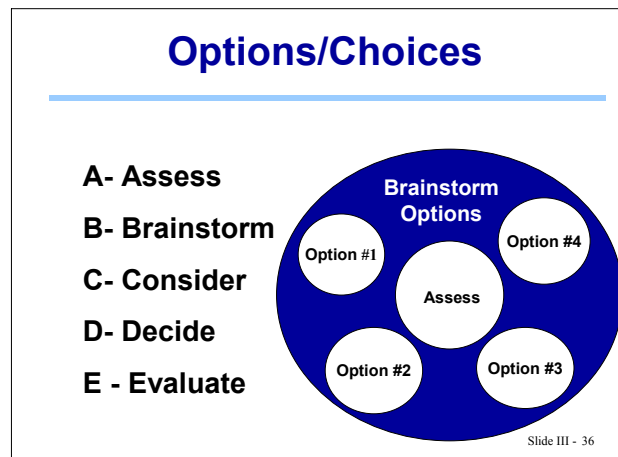 Options/Choices
A- Assess
B- Brainstorm
C- Consider
D- Decide
E - Evaluate
Brainstorm
Options
Option #1
Option #4
Assess
Option #2
Option #3
Slide III - 36